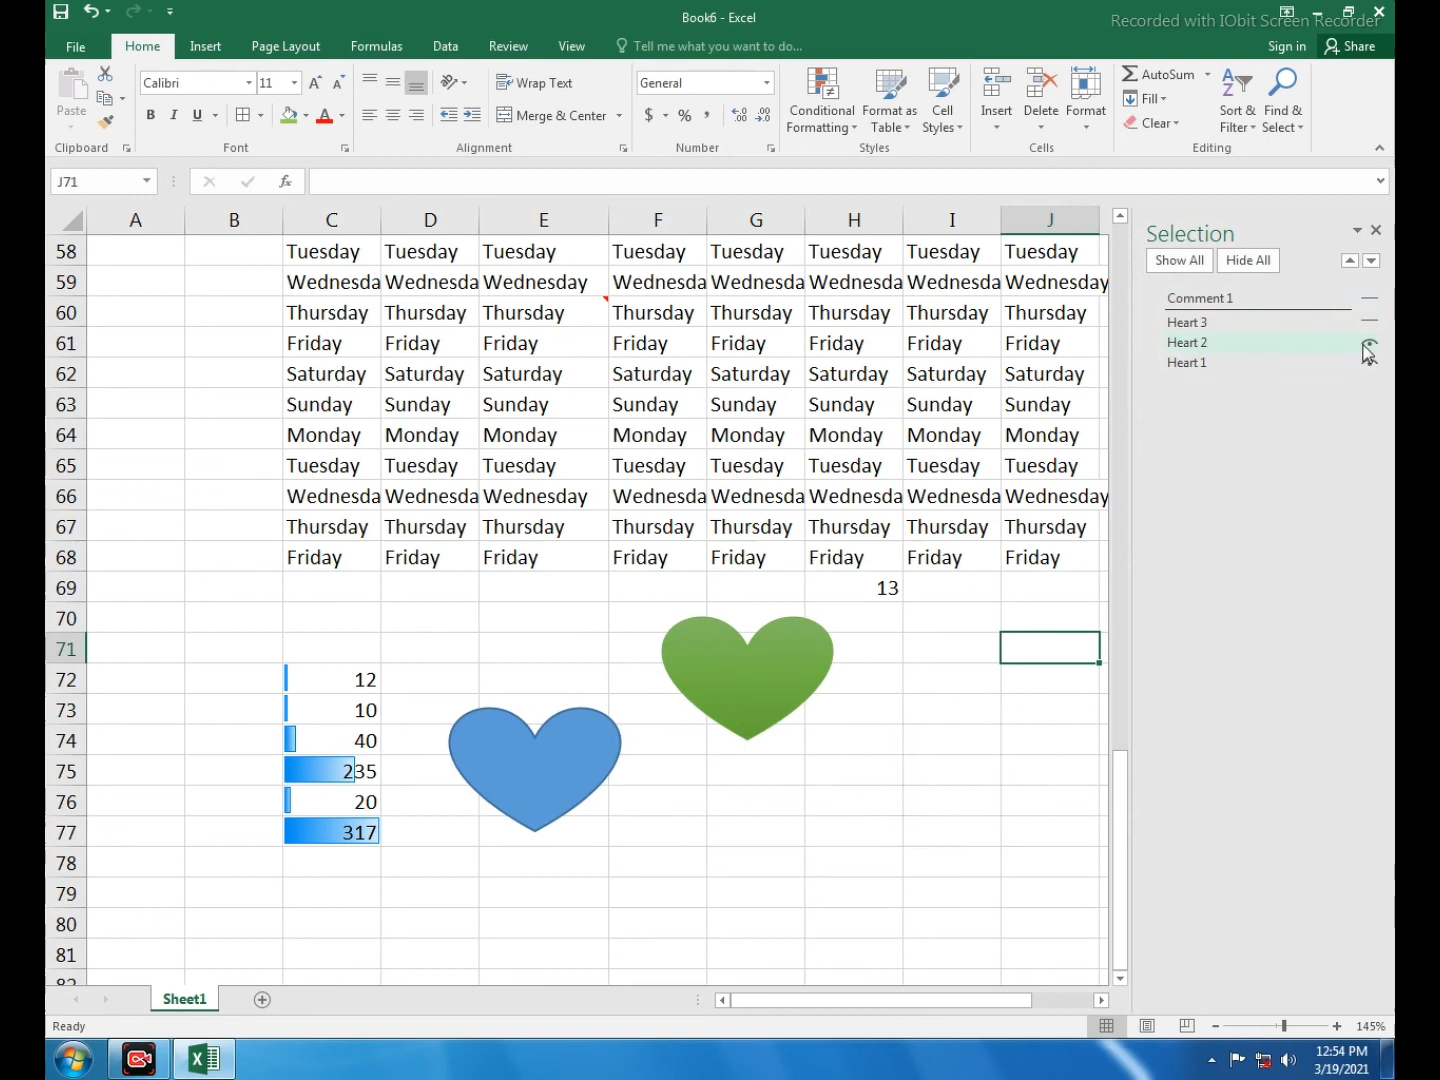 Book6 - Excel
Recorded with IObit Screen Recorder
File Home Insert Page Layout Formulas Data Review View Tell me what you want to do... Sign in Share
Paste Calibri 11 Wrap Text General Conditional Formatting Format as Table Cell Styles Insert Delete Format AutoSum Fill Clear Sort & Filter Find & Select
B I U Merge & Center $ % ,
Clipboard Font Alignment Number Styles Cells Editing
J71 fx
A B C D E F G H I J
58 Tuesday Tuesday Tuesday Tuesday Tuesday Tuesday Tuesday Tuesday
59 Wednesda Wednesda Wednesday Wednesda Wednesda Wednesda Wednesda Wednesday
60 Thursday Thursday Thursday Thursday Thursday Thursday Thursday Thursday
61 Friday Friday Friday Friday Friday Friday Friday Friday
62 Saturday Saturday Saturday Saturday Saturday Saturday Saturday Saturday
63 Sunday Sunday Sunday Sunday Sunday Sunday Sunday Sunday
64 Monday Monday Monday Monday Monday Monday Monday Monday
65 Tuesday Tuesday Tuesday Tuesday Tuesday Tuesday Tuesday Tuesday
66 Wednesda Wednesda Wednesday Wednesda Wednesda Wednesda Wednesda Wednesday
67 Thursday Thursday Thursday Thursday Thursday Thursday Thursday Thursday
68 Friday Friday Friday Friday Friday Friday Friday Friday
69 13
70
71
72 12
73 10
74 40
75 235
76 20
77 317
78
79
80
81
82
Selection
Show All Hide All
Comment 1
Heart 3
Heart 2
Heart 1
Sheet1
Ready 145%
12:54 PM
3/19/2021